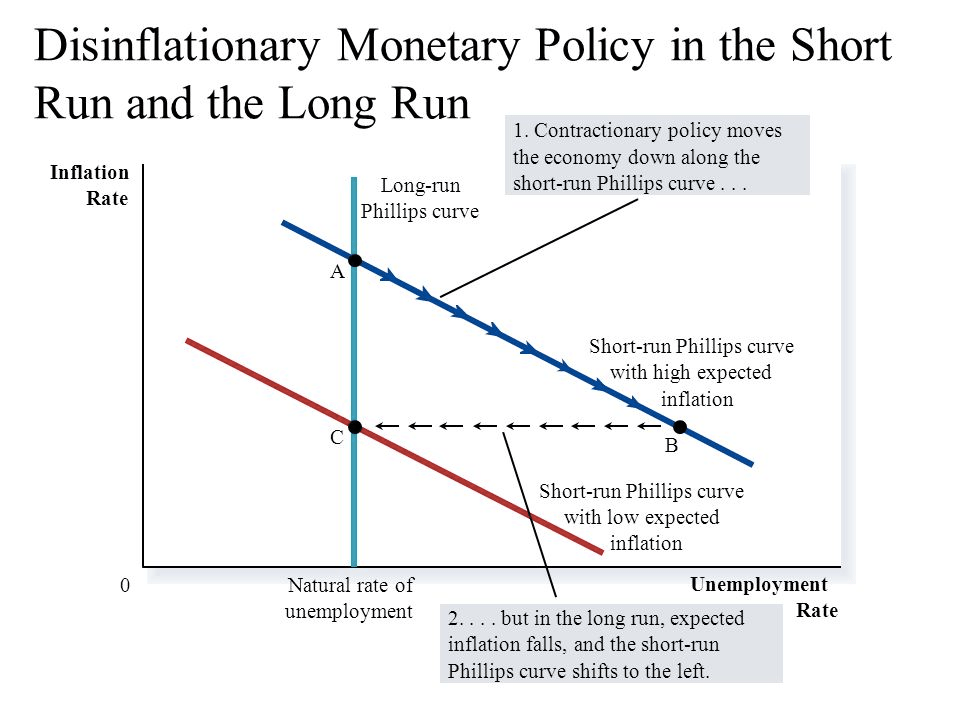 Disinflationary Monetary Policy in the Short
Run and the Long Run
1. Contractionary policy moves
the economy down along the
short-run Phillips curve . . .
Inflation
Rate
Long-run
Phillips curve
A
Short-run Phillips curve
with high expected
inflation
C
B
Short-run Phillips curve
with low expected
inflation
0
Natural rate of
unemployment
Unemployment
Rate
2. . . . but in the long run, expected
inflation falls, and the short-run
Phillips curve shifts to the left.